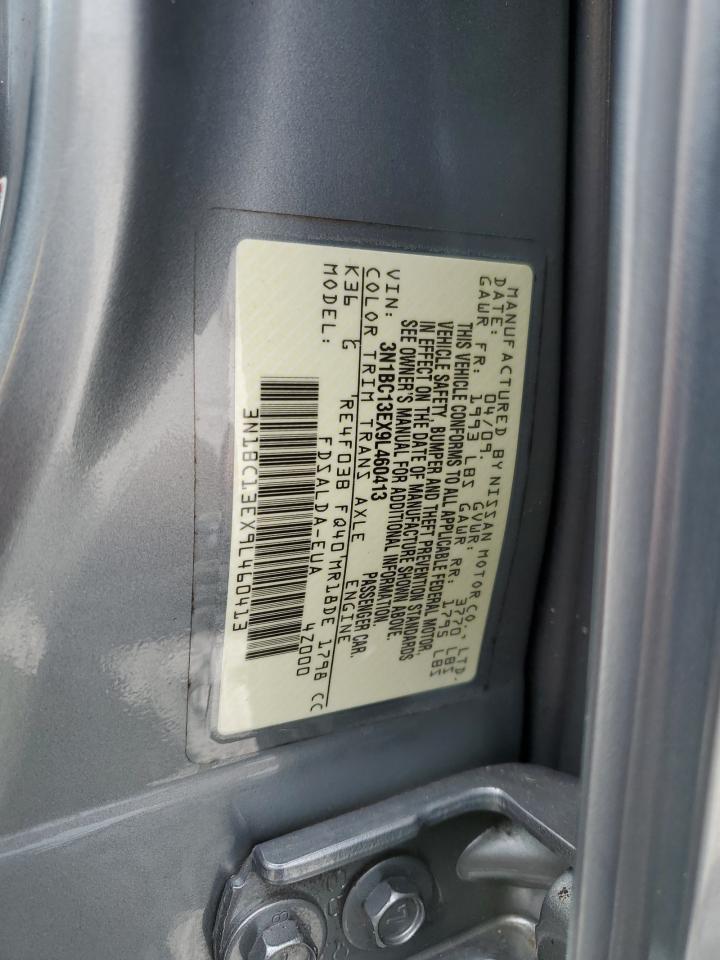 MANUFACTURED BY NISSAN MOTOR CO., LTD.
DATE: 04/09. GVWR: 3770 LBS
GAWR FR: 1993 LBS GAWR RR: 1795 LBS
THIS VEHICLE CONFORMS TO ALL APPLICABLE FEDERAL MOTOR,
VEHICLE SAFETY, BUMPER AND THEFT PREVENTION STANDARDS
IN EFFECT ON THE DATE OF MANUFACTURE SHOWN ABOVE.
SEE OWNER'S MANUAL FOR ADDITIONAL INFORMATION.
VIN: 3N1BC13EX9L460413 PASSENGER CAR.
COLOR TRIM TRANS AXLE ENGINE
K36 G RE4F03B FQ40 MR18DE 1798 CC
MODEL: FDSALDA-EUA 4Z000
3N1BC13EX9L460413